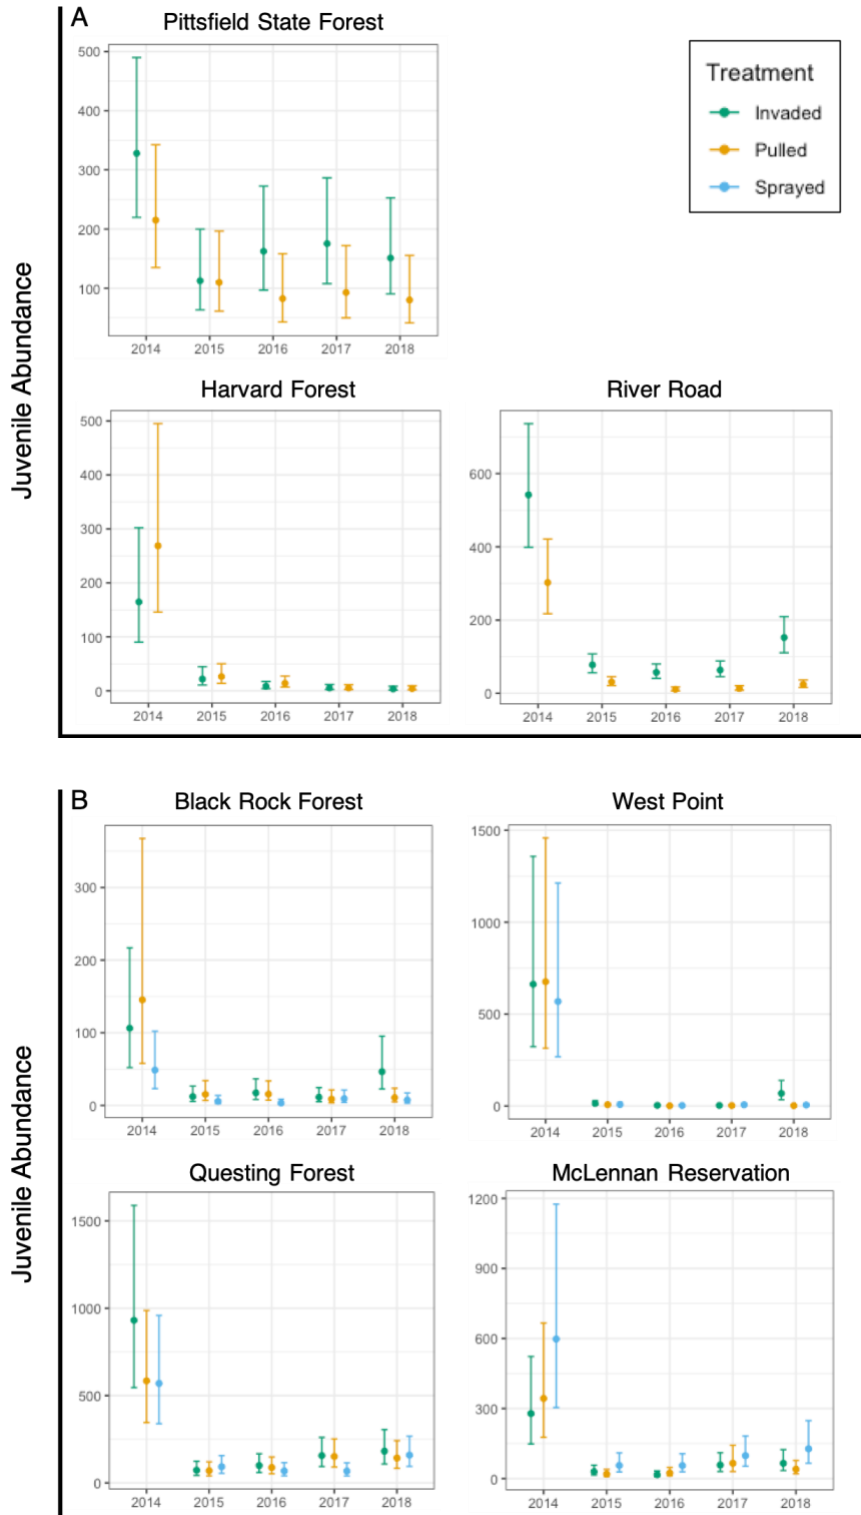 A
Pittsfield State Forest
500
400
300
200
100
2014 2015 2016 2017 2018
Treatment
Invaded
Pulled
Sprayed
Juvenile Abundance
Harvard Forest
500
400
300
200
100
0
2014 2015 2016 2017 2018
River Road
600
400
200
0
2014 2015 2016 2017 2018
B
Black Rock Forest
300
200
100
0
2014 2015 2016 2017 2018
West Point
1500
1000
500
0
2014 2015 2016 2017 2018
Juvenile Abundance
Questing Forest
1500
1000
500
0
2014 2015 2016 2017 2018
McLennan Reservation
1200
900
600
300
0
2014 2015 2016 2017 2018